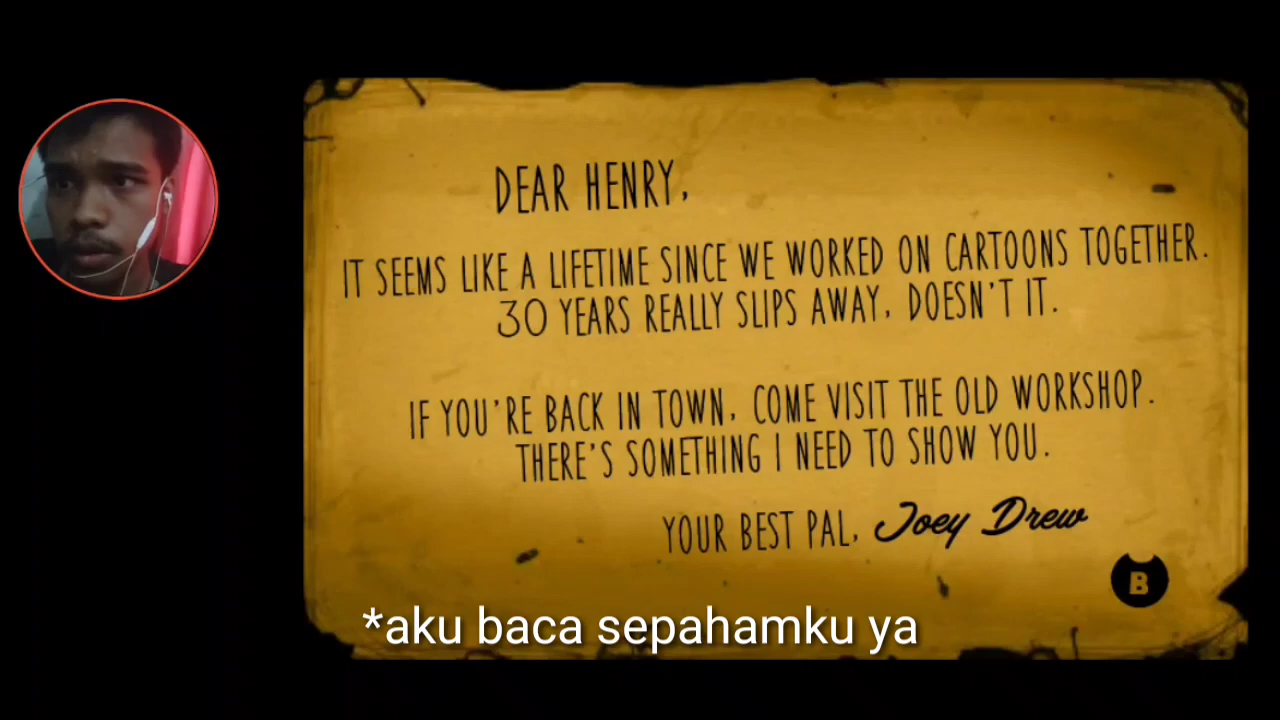 DEAR HENRY,
IT SEEMS LIKE A LIFETIME SINCE WE WORKED ON CARTOONS TOGETHER.
30 YEARS REALLY SLIPS AWAY, DOESN'T IT.
IF YOU'RE BACK IN TOWN, COME VISIT THE OLD WORKSHOP.
THERE'S SOMETHING I NEED TO SHOW YOU.
YOUR BEST PAL, Joey Drew
B
*aku baca sepahamku ya